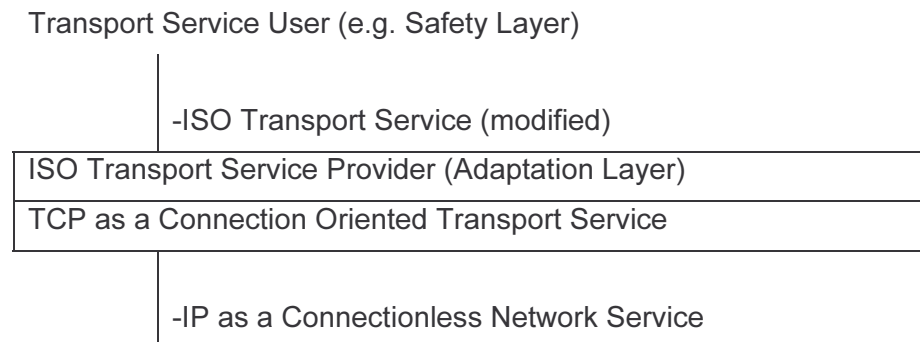 Transport Service User (e.g. Safety Layer)
-ISO Transport Service (modified)
ISO Transport Service Provider (Adaptation Layer)
TCP as a Connection Oriented Transport Service
-IP as a Connectionless Network Service